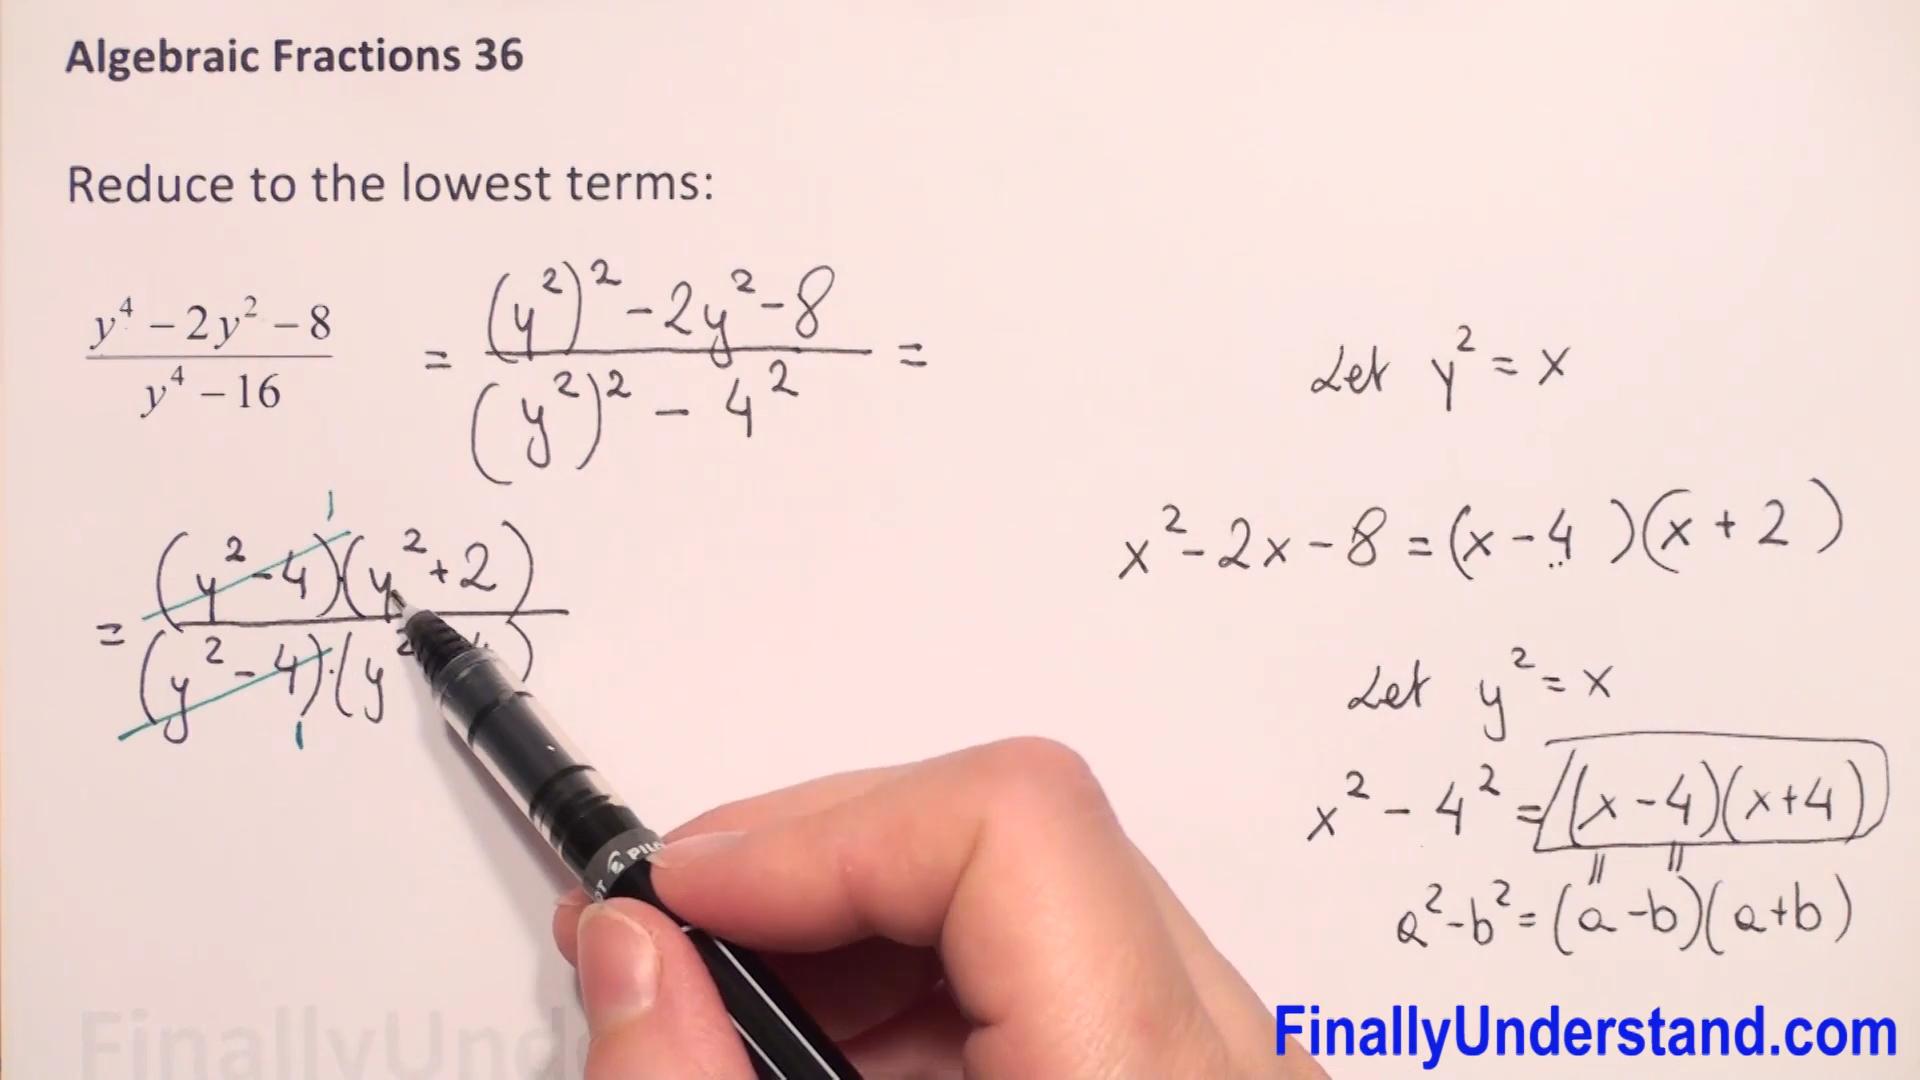 Algebraic Fractions 36
Reduce to the lowest terms:
y⁴ − 2y² − 8 / y⁴ − 16 = (y²)² − 2y² − 8 / (y²)² − 4² =
Let y² = x
x² − 2x − 8 = (x − 4)(x + 2)
= (y² − 4)(y² + 2) / (y² − 4)·(y²
1
1
Let y² = x
x² − 4² = (x − 4)(x + 4)
a² − b² = (a − b)(a + b)
FinallyUnde
FinallyUnderstand.com